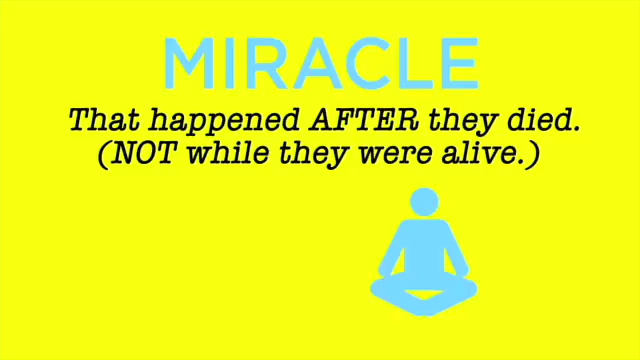 MIRACLE
That happened AFTER they died.
(NOT while they were alive.)